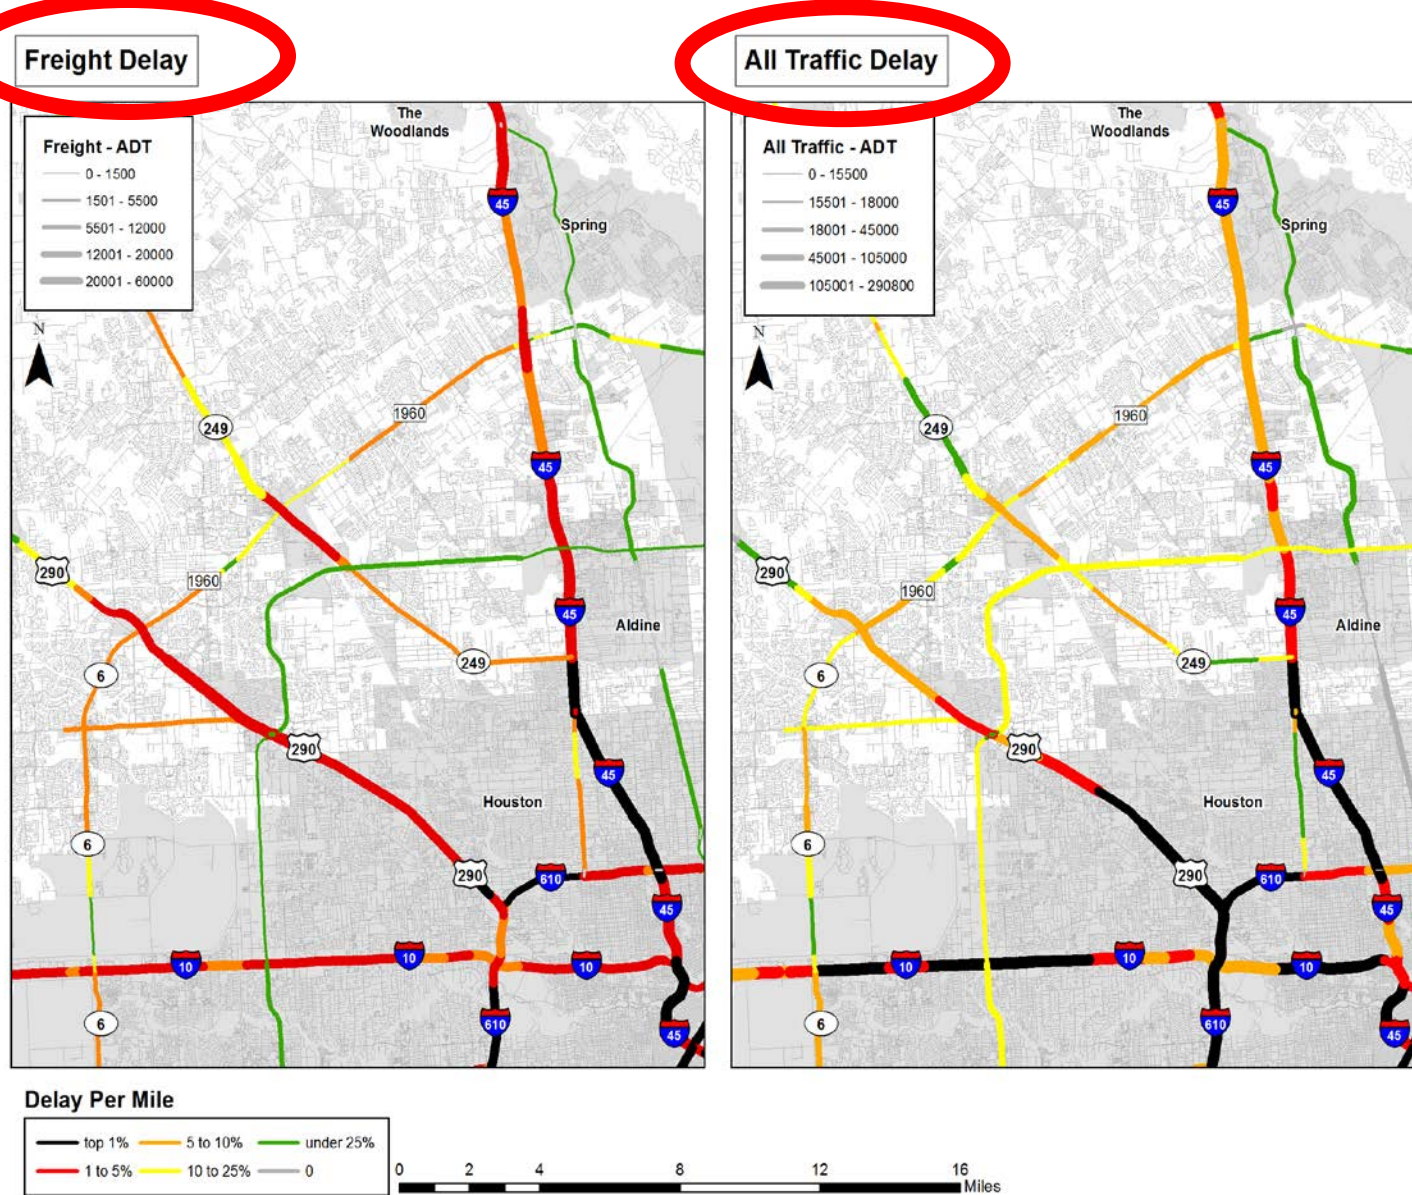 Freight Delay
Freight - ADT
0 - 1500
1501 - 5500
5501 - 12000
12001 - 20000
20001 - 60000
N
The
Woodlands
45
Spring
1960
249
45
290
1960
45
Aldine
249
6
290
45
Houston
6
290
610
45
10
10
10
6
610
45
All Traffic Delay
All Traffic - ADT
0 - 15500
15501 - 18000
18001 - 45000
45001 - 105000
105001 - 290800
N
The
Woodlands
45
Spring
1960
249
45
290
1960
45
Aldine
249
6
290
45
Houston
6
290
610
45
10
10
10
6
610
45
Delay Per Mile
top 1% 5 to 10% under 25%
1 to 5% 10 to 25% 0
0 2 4 8 12 16
Miles